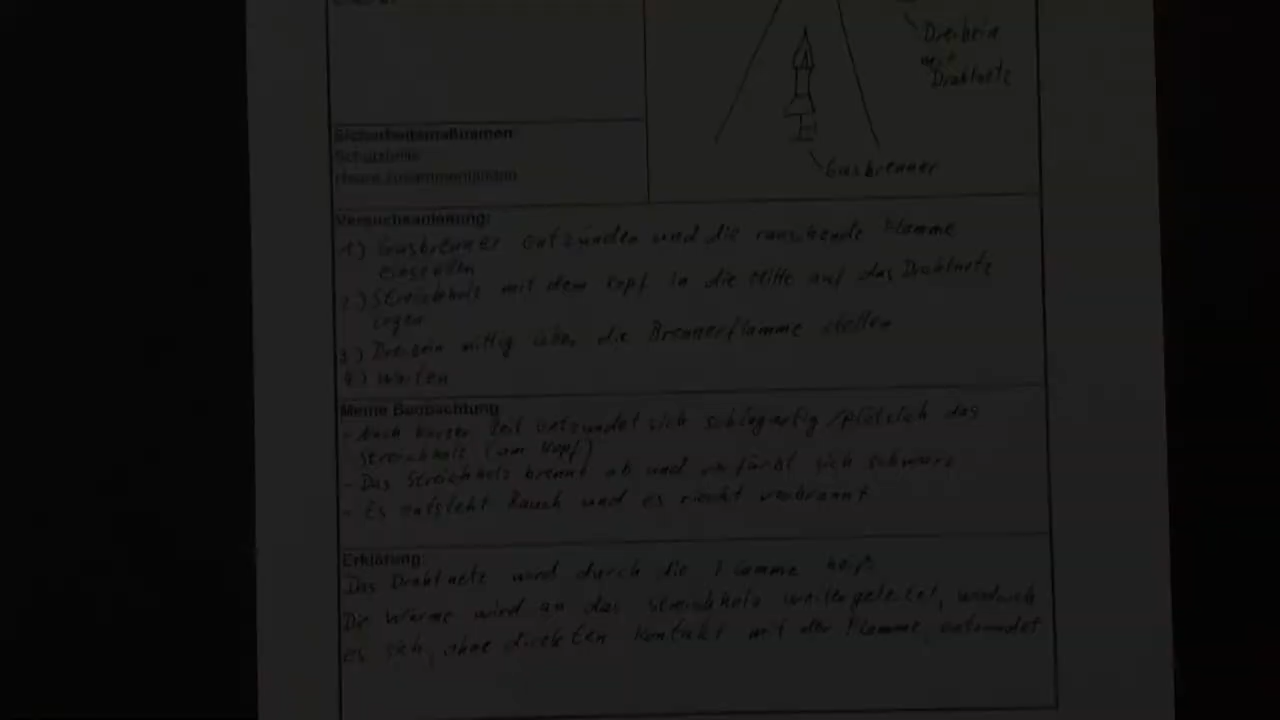 Dreibein
mit
Drahtnetz
Sicherheitsmaßnahmen:
Schutzbrille
Haare zusammenbinden
Gasbrenner
Versuchsanleitung:
1) Gasbrenner entzünden und die rauschende Flamme
einstellen
2) Streichholz mit dem Kopf in die Mitte auf das Drahtnetz
legen
3) Dreibein mittig über die Brennerflamme stellen
4) Warten
Meine Beobachtung
- Nach kurzer Zeit entzündet sich schlagartig/plötzlich das
Streichholz (am Kopf)
- Das Streichholz brennt ab und verfärbt sich schwarz
- Es entsteht Rauch und es riecht verbrannt
Erklärung:
Das Drahtnetz wird durch die Flamme heiß
Die Wärme wird an das Streichholz weitergeleitet, wodurch
es sich, ohne direkten Kontakt mit der Flamme, entzündet